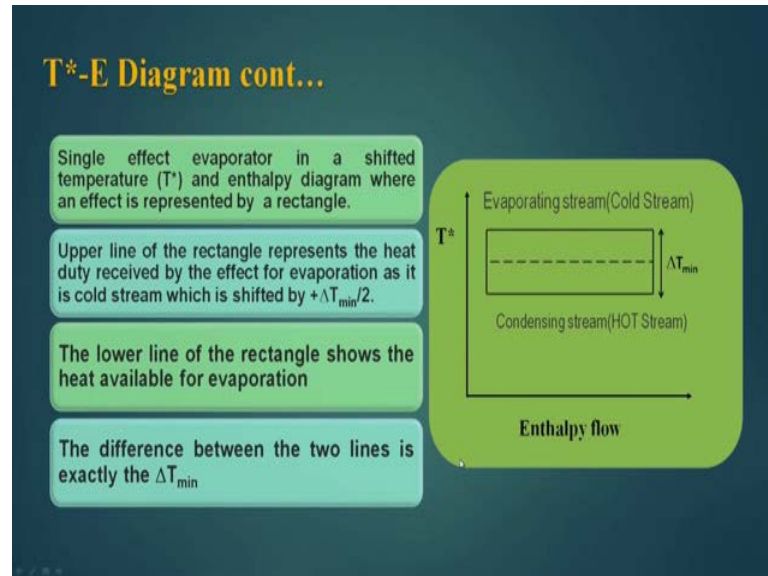 T*-E Diagram cont...
Single effect evaporator in a shifted
temperature (T*) and enthalpy diagram where
an effect is represented by a rectangle.
Upper line of the rectangle represents the heat
duty received by the effect for evaporation as it
is cold stream which is shifted by +ΔTmin/2.
The lower line of the rectangle shows the
heat available for evaporation
The difference between the two lines is
exactly the ΔTmin
Evaporating stream(Cold Stream)
T*
ΔTmin
Condensing stream(HOT Stream)
Enthalpy flow